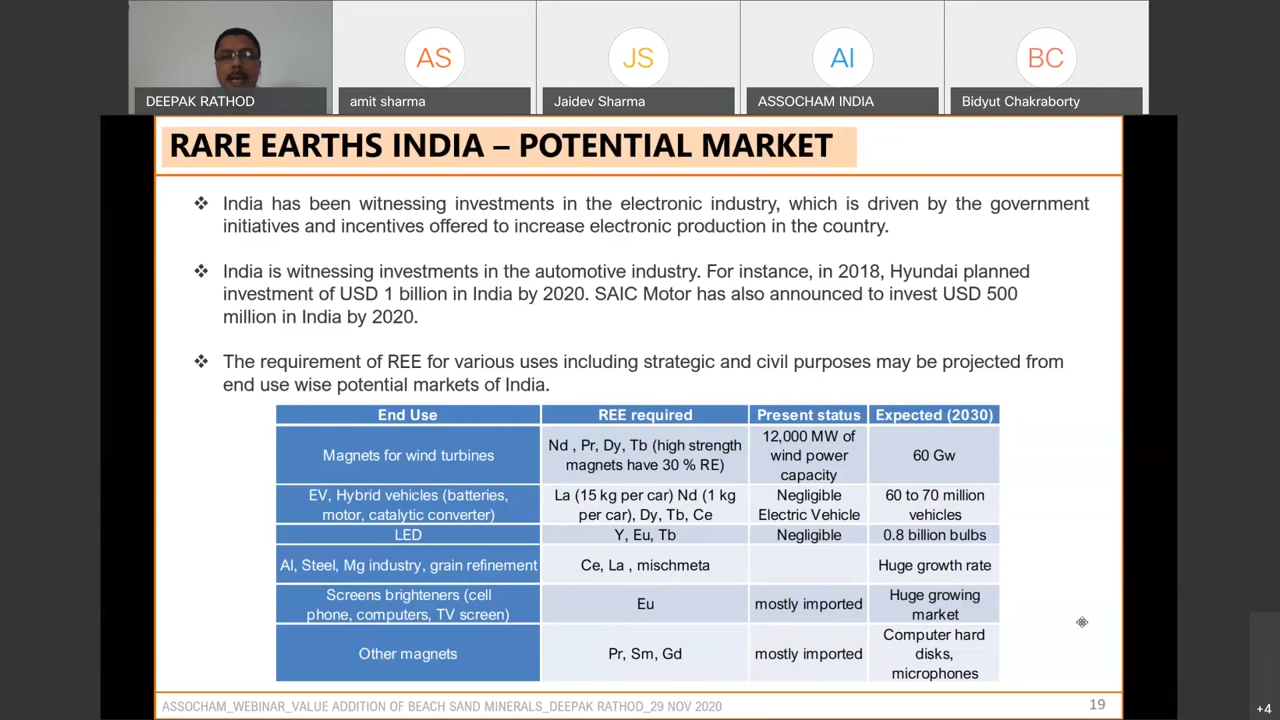 AS
JS
AI
BC
DEEPAK RATHOD
amit sharma
Jaidev Sharma
ASSOCHAM INDIA
Bidyut Chakraborty
RARE EARTHS INDIA – POTENTIAL MARKET
❖ India has been witnessing investments in the electronic industry, which is driven by the government
initiatives and incentives offered to increase electronic production in the country.
❖ India is witnessing investments in the automotive industry. For instance, in 2018, Hyundai planned
investment of USD 1 billion in India by 2020. SAIC Motor has also announced to invest USD 500
million in India by 2020.
❖ The requirement of REE for various uses including strategic and civil purposes may be projected from
end use wise potential markets of India.
End Use
REE required
Present status
Expected (2030)
Magnets for wind turbines
Nd , Pr, Dy, Tb (high strength
magnets have 30 % RE)
12,000 MW of
wind power
capacity
60 Gw
EV, Hybrid vehicles (batteries,
motor, catalytic converter)
La (15 kg per car) Nd (1 kg
per car), Dy, Tb, Ce
Negligible
Electric Vehicle
60 to 70 million
vehicles
LED
Y, Eu, Tb
Negligible
0.8 billion bulbs
Al, Steel, Mg industry, grain refinement
Ce, La , mischmeta
Huge growth rate
Screens brighteners (cell
phone, computers, TV screen)
Eu
mostly imported
Huge growing
market
Other magnets
Pr, Sm, Gd
mostly imported
Computer hard
disks,
microphones
ASSOCHAM_WEBINAR_VALUE ADDITION OF BEACH SAND MINERALS_DEEPAK RATHOD_29 NOV 2020
19
+4